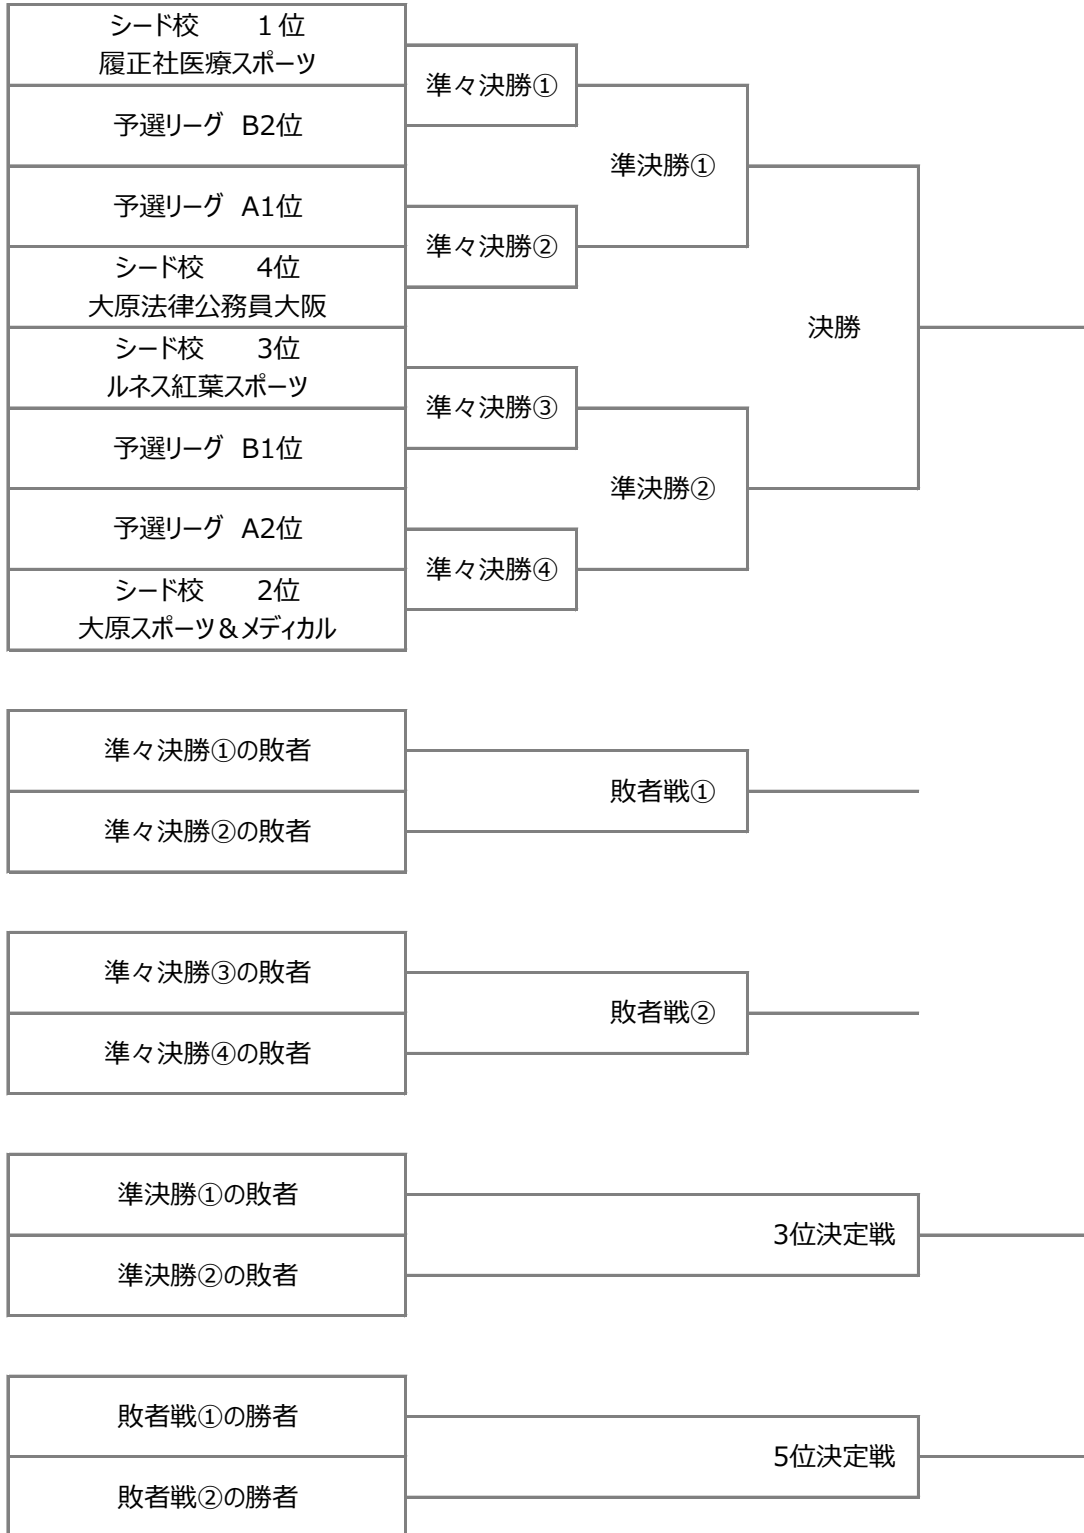 シード校　　1位
履正社医療スポーツ
予選リーグ B2位
予選リーグ A1位
シード校　　4位
大原法律公務員大阪
シード校　　3位
ルネス紅葉スポーツ
予選リーグ B1位
予選リーグ A2位
シード校　　2位
大原スポーツ＆メディカル
準々決勝①
準々決勝②
準々決勝③
準々決勝④
準決勝①
準決勝②
決勝
準々決勝①の敗者
準々決勝②の敗者
敗者戦①
準々決勝③の敗者
準々決勝④の敗者
敗者戦②
準決勝①の敗者
準決勝②の敗者
3位決定戦
敗者戦①の勝者
敗者戦②の勝者
5位決定戦